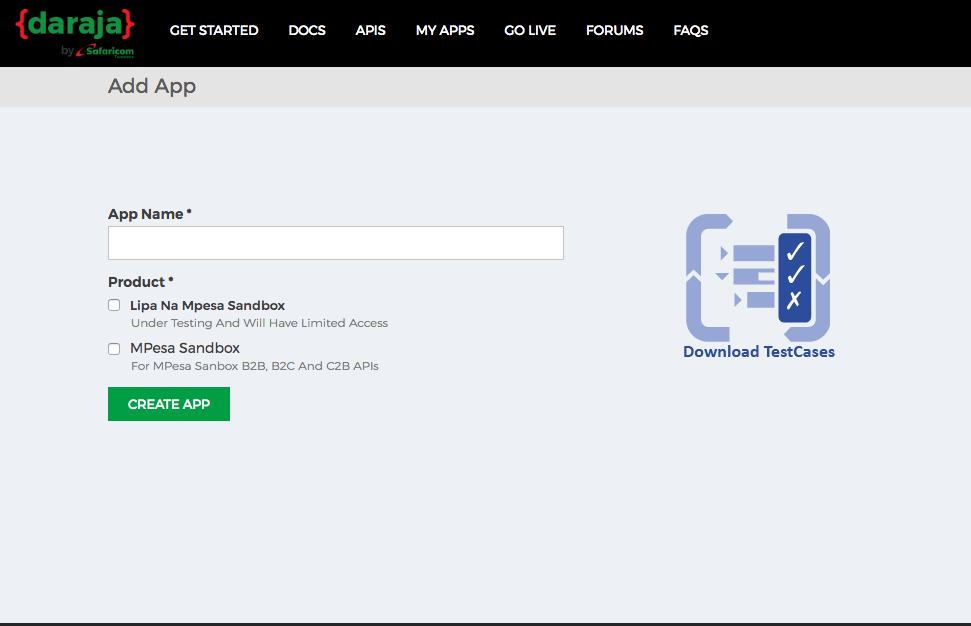 {daraja}
by Safaricom
GET STARTED DOCS APIS MY APPS GO LIVE FORUMS FAQS
Add App
App Name *
Product *
Lipa Na Mpesa Sandbox
Under Testing And Will Have Limited Access
MPesa Sandbox
For MPesa Sanbox B2B, B2C And C2B APIs
CREATE APP
Download TestCases